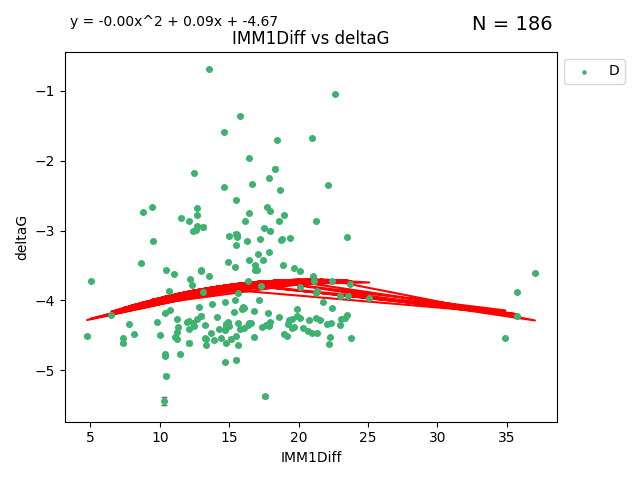 y = -0.00x^2 + 0.09x + -4.67
N = 186
IMM1Diff vs deltaG
D
−1
−2
−3
−4
−5
deltaG
5 10 15 20 25 30 35
IMM1Diff